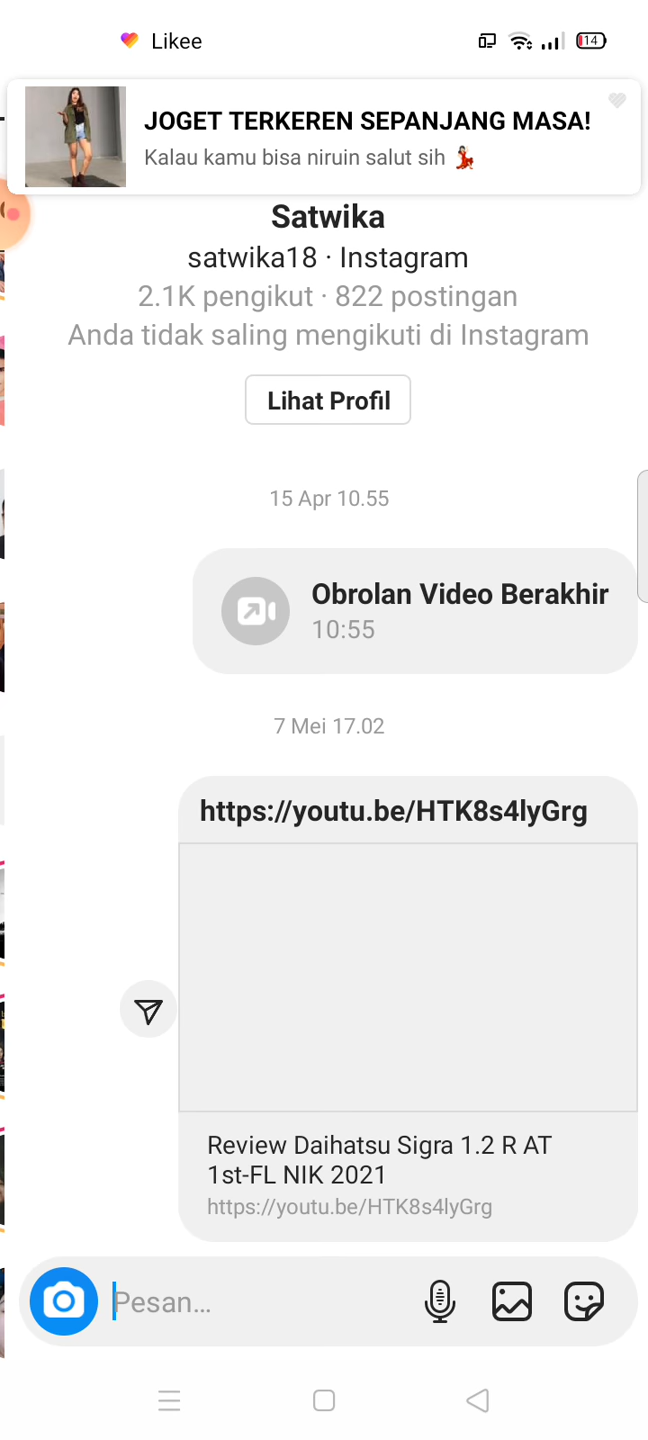 Likee
14
JOGET TERKEREN SEPANJANG MASA!
Kalau kamu bisa niruin salut sih 💃
Satwika
satwika18 · Instagram
2.1K pengikut · 822 postingan
Anda tidak saling mengikuti di Instagram
Lihat Profil
15 Apr 10.55
Obrolan Video Berakhir
10:55
7 Mei 17.02
https://youtu.be/HTK8s4lyGrg
Review Daihatsu Sigra 1.2 R AT
1st-FL NIK 2021
https://youtu.be/HTK8s4lyGrg
Pesan...